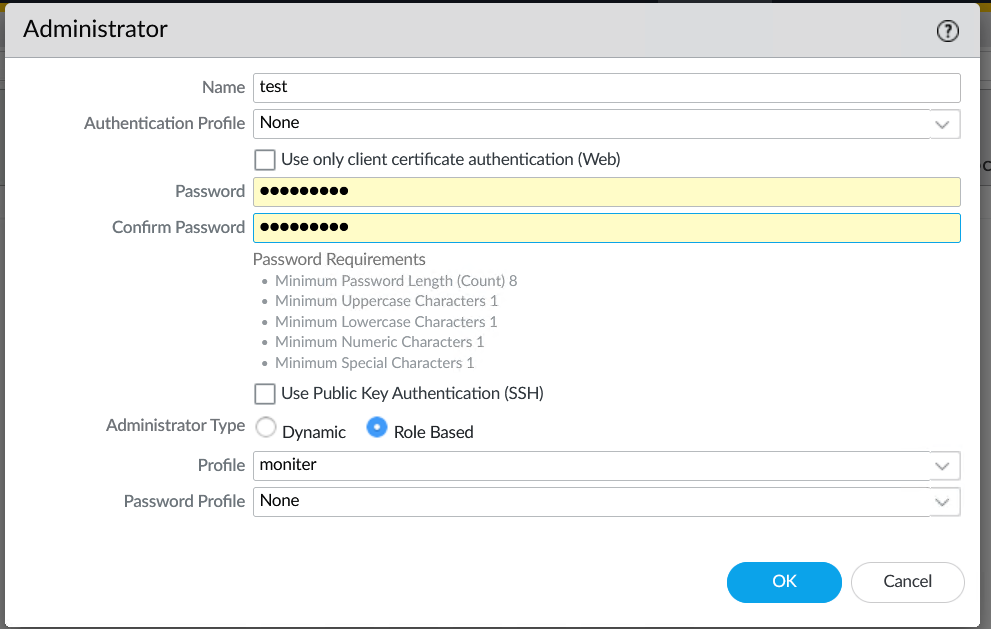 Administrator
?
Name test
Authentication Profile None
Use only client certificate authentication (Web)
Password •••••••••
Confirm Password •••••••••
Password Requirements
• Minimum Password Length (Count) 8
• Minimum Uppercase Characters 1
• Minimum Lowercase Characters 1
• Minimum Numeric Characters 1
• Minimum Special Characters 1
Use Public Key Authentication (SSH)
Administrator Type Dynamic Role Based
Profile moniter
Password Profile None
OK Cancel